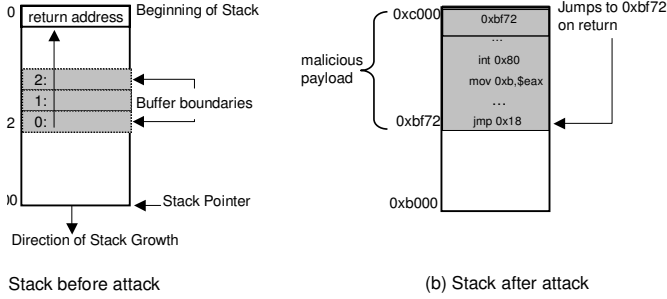 0
return address
Beginning of Stack
2:
1:
0:
Buffer boundaries
2
00
Stack Pointer
Direction of Stack Growth
Stack before attack
0xc000
0xbf72
Jumps to 0xbf72
on return
malicious
payload
...
int 0x80
mov 0xb,$eax
...
0xbf72
jmp 0x18
0xb000
(b) Stack after attack